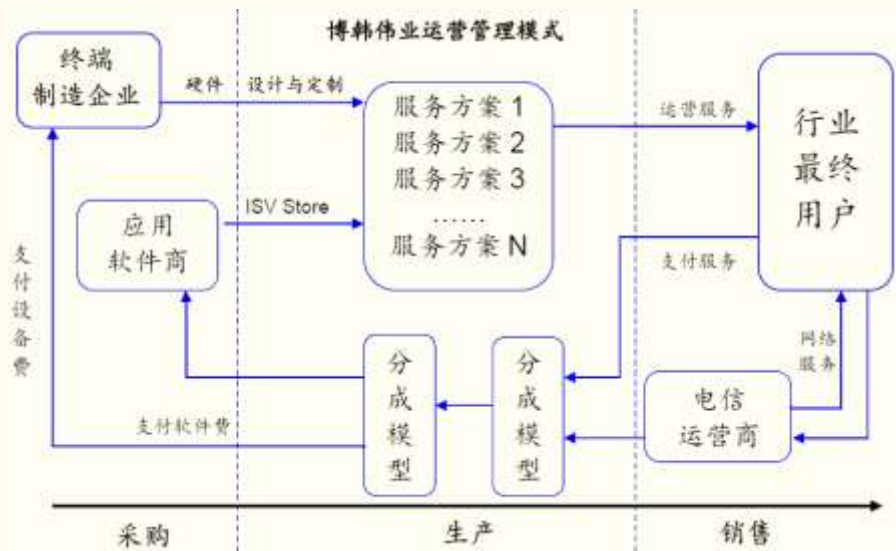 博韩伟业运营管理模式
终端
制造企业
硬件
设计与定制
服务方案 1
服务方案 2
服务方案 3
……
服务方案 N
运营服务
行业
最终
用户
应用
软件商
ISV Store
支付服务
支
付
设
备
费
分
成
模
型
分
成
模
型
网络
服务
电信
运营商
支付软件费
采购
生产
销售